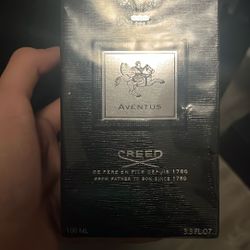 AVENTUS
CREED
DE PÈRE EN FILS DEPUIS 1760
FROM FATHER TO SON SINCE 1760
100 ML
3.3 FL.OZ.